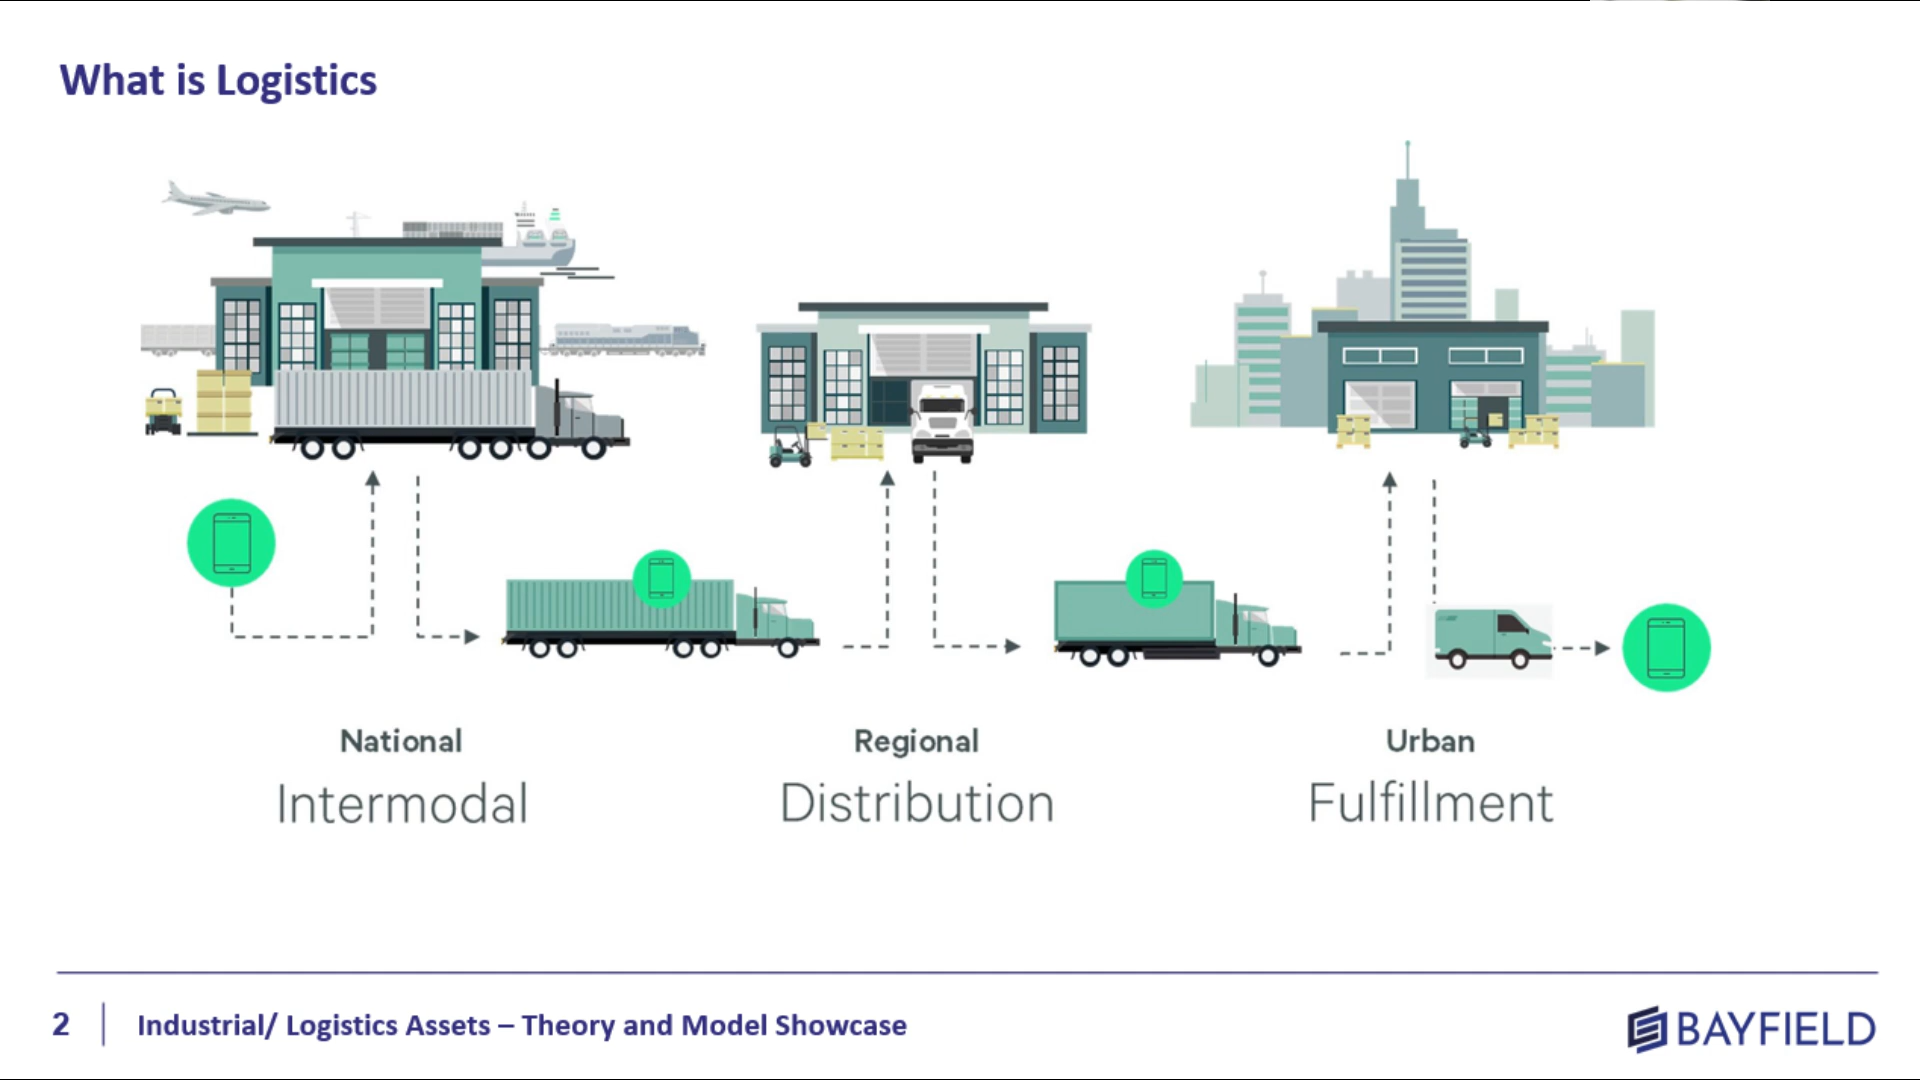 What is Logistics
National
Intermodal
Regional
Distribution
Urban
Fulfillment
2
Industrial/ Logistics Assets – Theory and Model Showcase
BAYFIELD